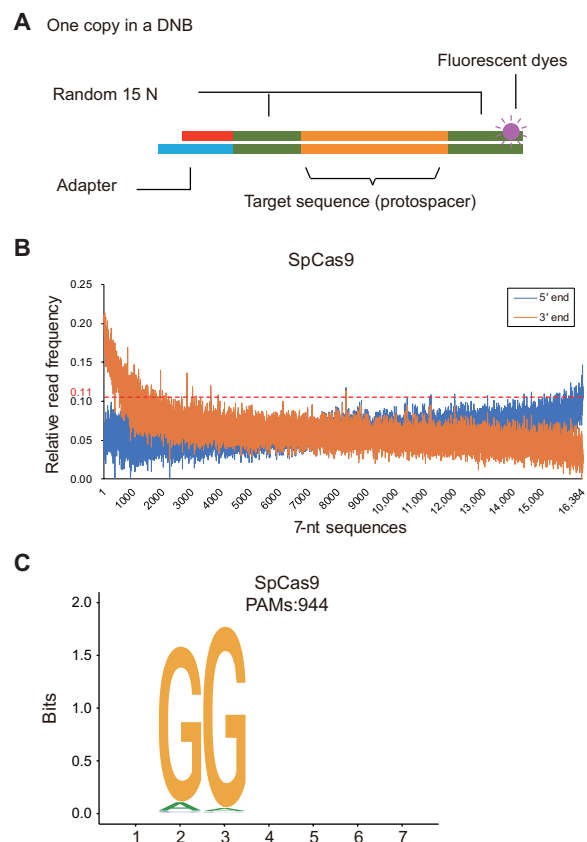 A One copy in a DNB
Fluorescent dyes
Random 15 N
Adapter
Target sequence (protospacer)
B
SpCas9
Relative read frequency
0.25
0.20
0.15
0.11
0.10
0.05
0.00
5' end
3' end
1 1000 2000 3000 4000 5000 6000 7000 8000 9000 10.000 11,000 12,000 13,000 14,000 15,000 16,384
7-nt sequences
C
SpCas9
PAMs:944
Bits
2.0
1.5
1.0
0.5
0.0
GG
A
1 2 3 4 5 6 7